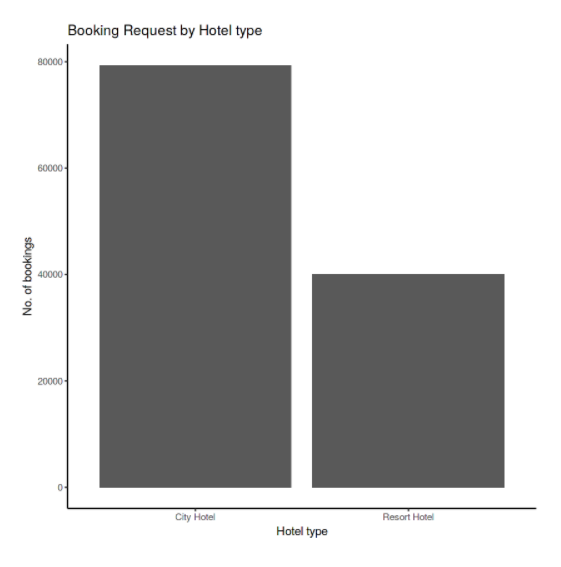 Booking Request by Hotel type
80000
60000
40000
20000
0
No. of bookings
City Hotel
Resort Hotel
Hotel type